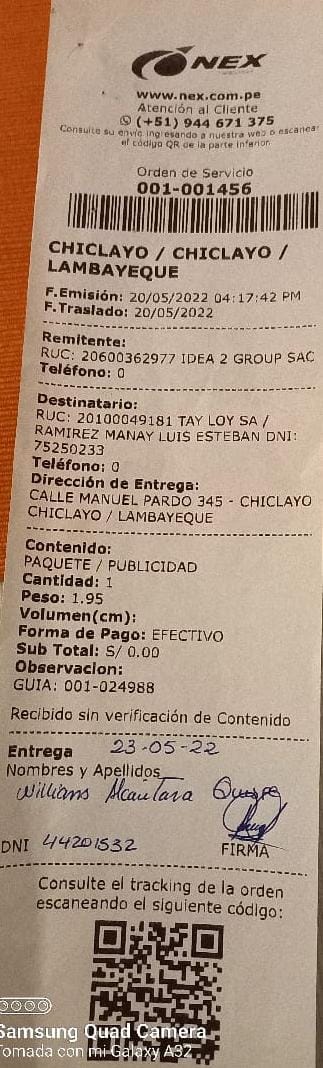 NEX
www.nex.com.pe
Atención al Cliente
(+51) 944 671 375
Consulte su envío ingresando a nuestra web o escanear
el código QR de la parte inferior
Orden de Servicio
001-001456
CHICLAYO / CHICLAYO /
LAMBAYEQUE
F.Emisión: 20/05/2022 04:17:42 PM
F.Traslado: 20/05/2022
Remitente:
RUC: 20600362977 IDEA 2 GROUP SAC
Teléfono: 0
Destinatario:
RUC: 20100049181 TAY LOY SA /
RAMIREZ MANAY LUIS ESTEBAN DNI:
75250233
Teléfono: 0
Dirección de Entrega:
CALLE MANUEL PARDO 345 - CHICLAYO
CHICLAYO / LAMBAYEQUE
Contenido:
PAQUETE / PUBLICIDAD
Cantidad: 1
Peso: 1.95
Volumen(cm):
Forma de Pago: EFECTIVO
Sub Total: S/ 0.00
Observacion:
GUIA: 001-024988
Recibido sin verificación de Contenido
Entrega 23-05-22
Nombres y Apellidos
Willians Alcantara Quispe
DNI 44201532 FIRMA
Consulte el tracking de la orden
escaneando el siguiente código:
Samsung Quad Camera
Tomada con mi Galaxy A32